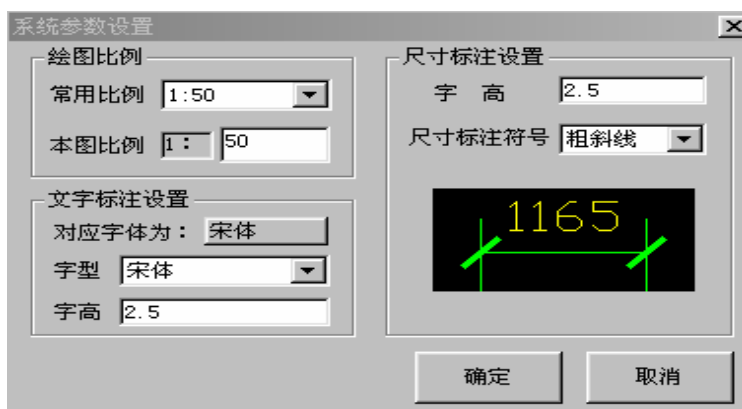 系统参数设置
绘图比例
常用比例 1:50
本图比例 1: 50
文字标注设置
对应字体为: 宋体
字型 宋体
字高 2.5
尺寸标注设置
字 高 2.5
尺寸标注符号 粗斜线
1165
确定 取消